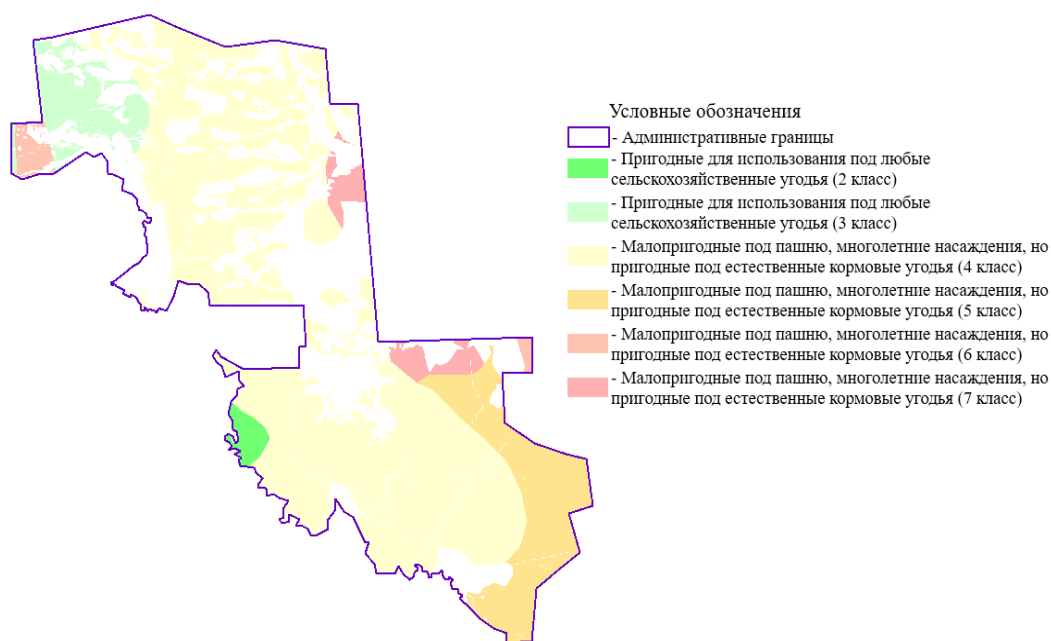 Условные обозначения
- Административные границы
- Пригодные для использования под любые
сельскохозяйственные угодья (2 класс)
- Пригодные для использования под любые
сельскохозяйственные угодья (3 класс)
- Малопригодные под пашню, многолетние насаждения, но
пригодные под естественные кормовые угодья (4 класс)
- Малопригодные под пашню, многолетние насаждения, но
пригодные под естественные кормовые угодья (5 класс)
- Малопригодные под пашню, многолетние насаждения, но
пригодные под естественные кормовые угодья (6 класс)
- Малопригодные под пашню, многолетние насаждения, но
пригодные под естественные кормовые угодья (7 класс)